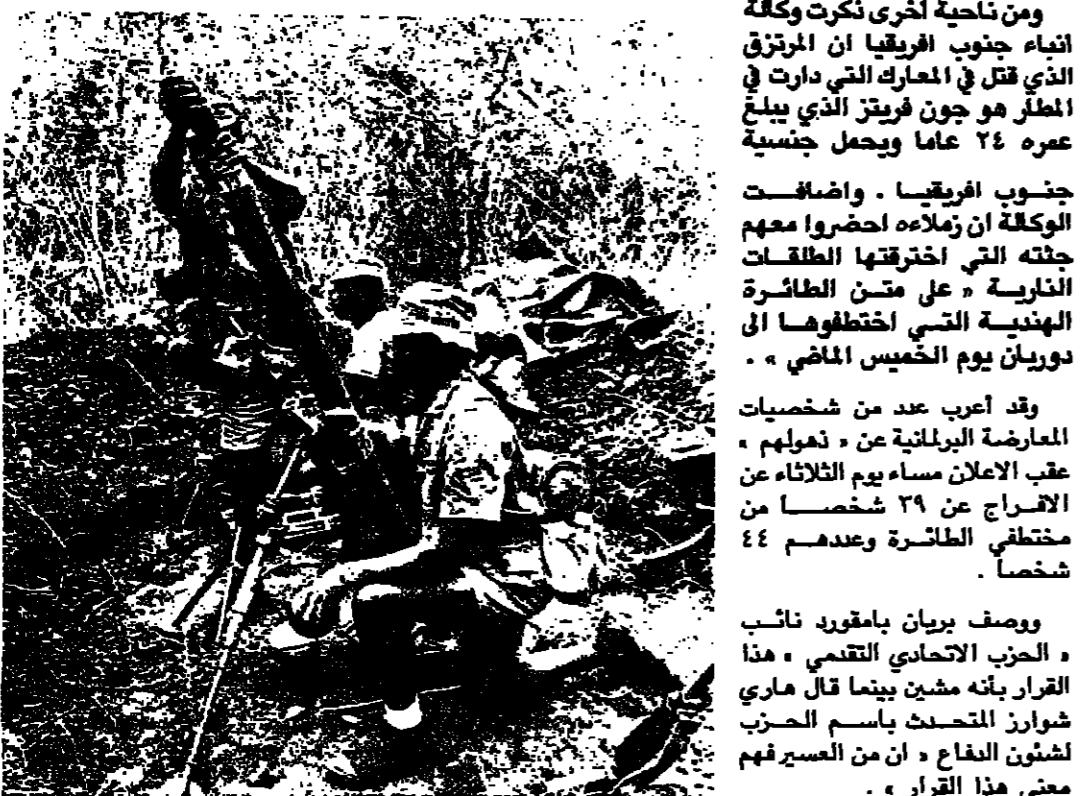 ومن ناحية اخرى ذكرت وكالة
انباء جنوب افريقيا ان المرتزق
الذي قتل في المعارك التي دارت في
المطار هو جون فريتز الذي يبلغ
عمره ٢٤ عاما ويحمل جنسية
جنوب افريقيا . واضافت
الوكالة ان زملاءه احضروا معهم
جثته التي اخترقتها الطلقات
النارية « على متن الطائرة
الهندية التي اختطفوها الى
دوربان يوم الخميس الماضي » .
وقد أعرب عدد من شخصيات
المعارضة البرلمانية عن « ذهولهم »
عقب الاعلان مساء يوم الثلاثاء عن
الافراج عن ٣٩ شخصا من
مختطفي الطائرة وعددهم ٤٤
شخصا .
ووصف بريان بامفورد نائب
« الحزب الاتحادي التقدمي » هذا
القرار بأنه مشين بينما قال هاري
شوارز المتحدث باسم الحزب
لشئون الدفاع « ان من العسير فهم
معنى هذا القرار » .